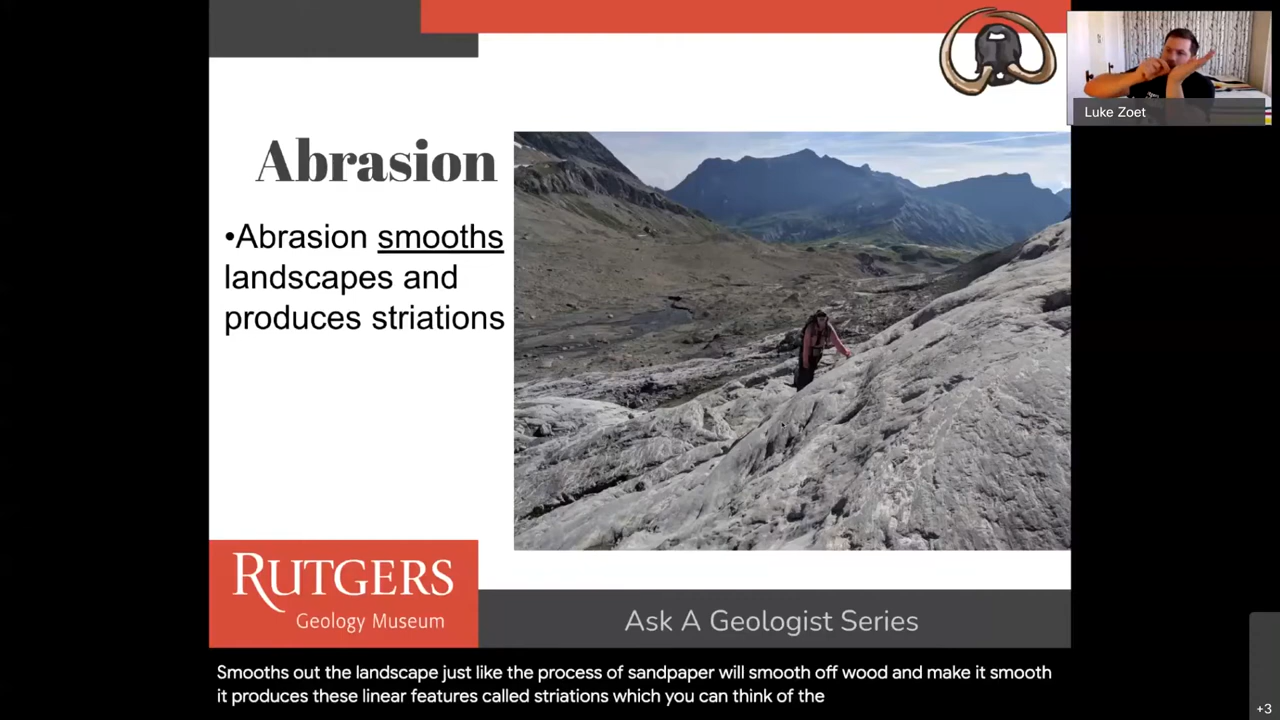 Luke Zoet
Abrasion
•Abrasion smooths
landscapes and
produces striations
RUTGERS
Geology Museum
Ask A Geologist Series
Smooths out the landscape just like the process of sandpaper will smooth off wood and make it smooth
it produces these linear features called striations which you can think of the
+3